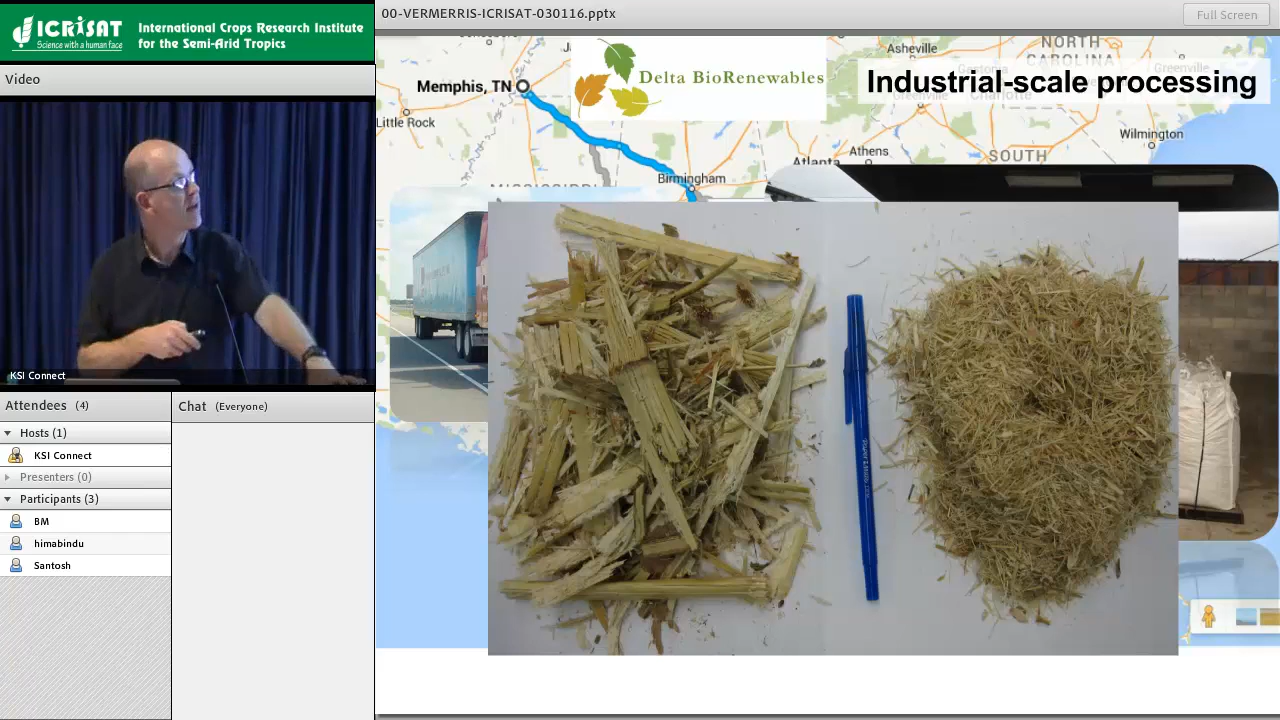 ICRISAT
Science with a human face
International Crops Research Institute
for the Semi-Arid Tropics
Video
KSI Connect
Attendees (4)
Hosts (1)
KSI Connect
Presenters (0)
Participants (3)
BM
himabindu
Santosh
Chat (Everyone)
00-VERMERRIS-ICRISAT-030116.pptx
Full Screen
Delta BioRenewables
Industrial-scale processing
Memphis, TN
Little Rock
Birmingham
Atlanta
Athens
Asheville
NORTH
CAROLINA
Charlotte
Greenville
Wilmington
SOUTH
MISSISSIPPI